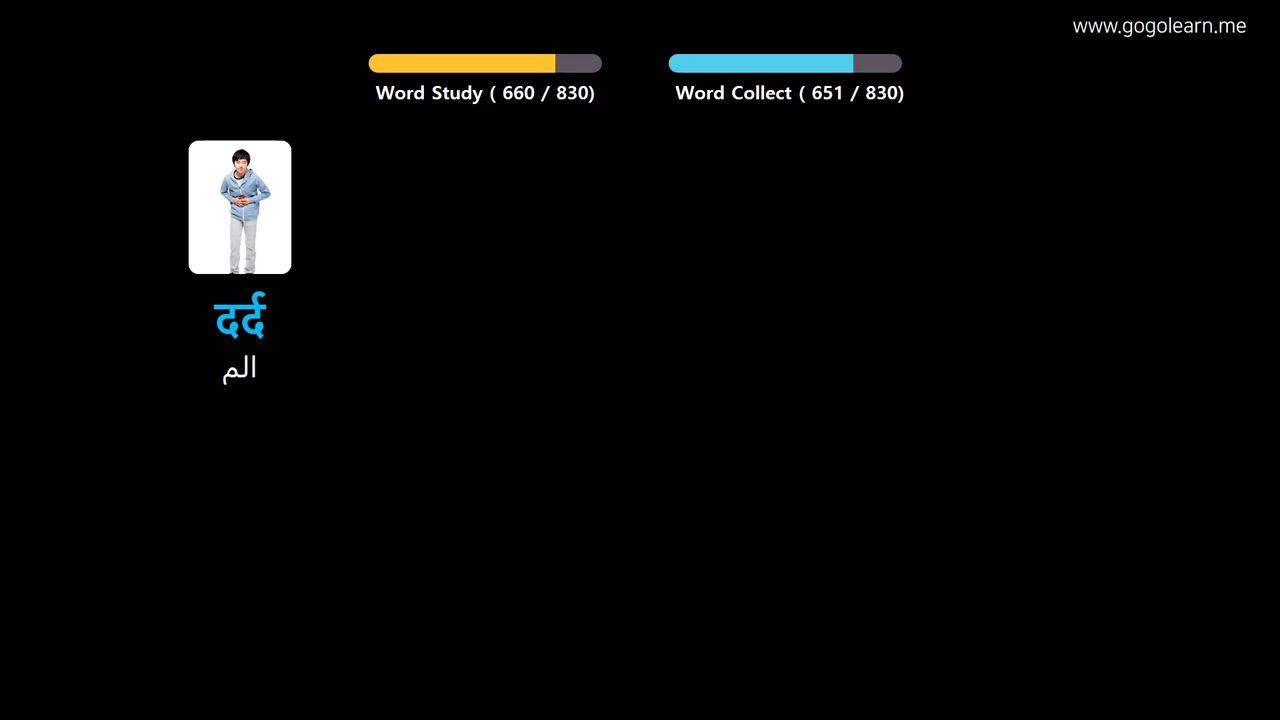 www.gogolearn.me
Word Study ( 660 / 830)
Word Collect ( 651 / 830)
दर्द
الم